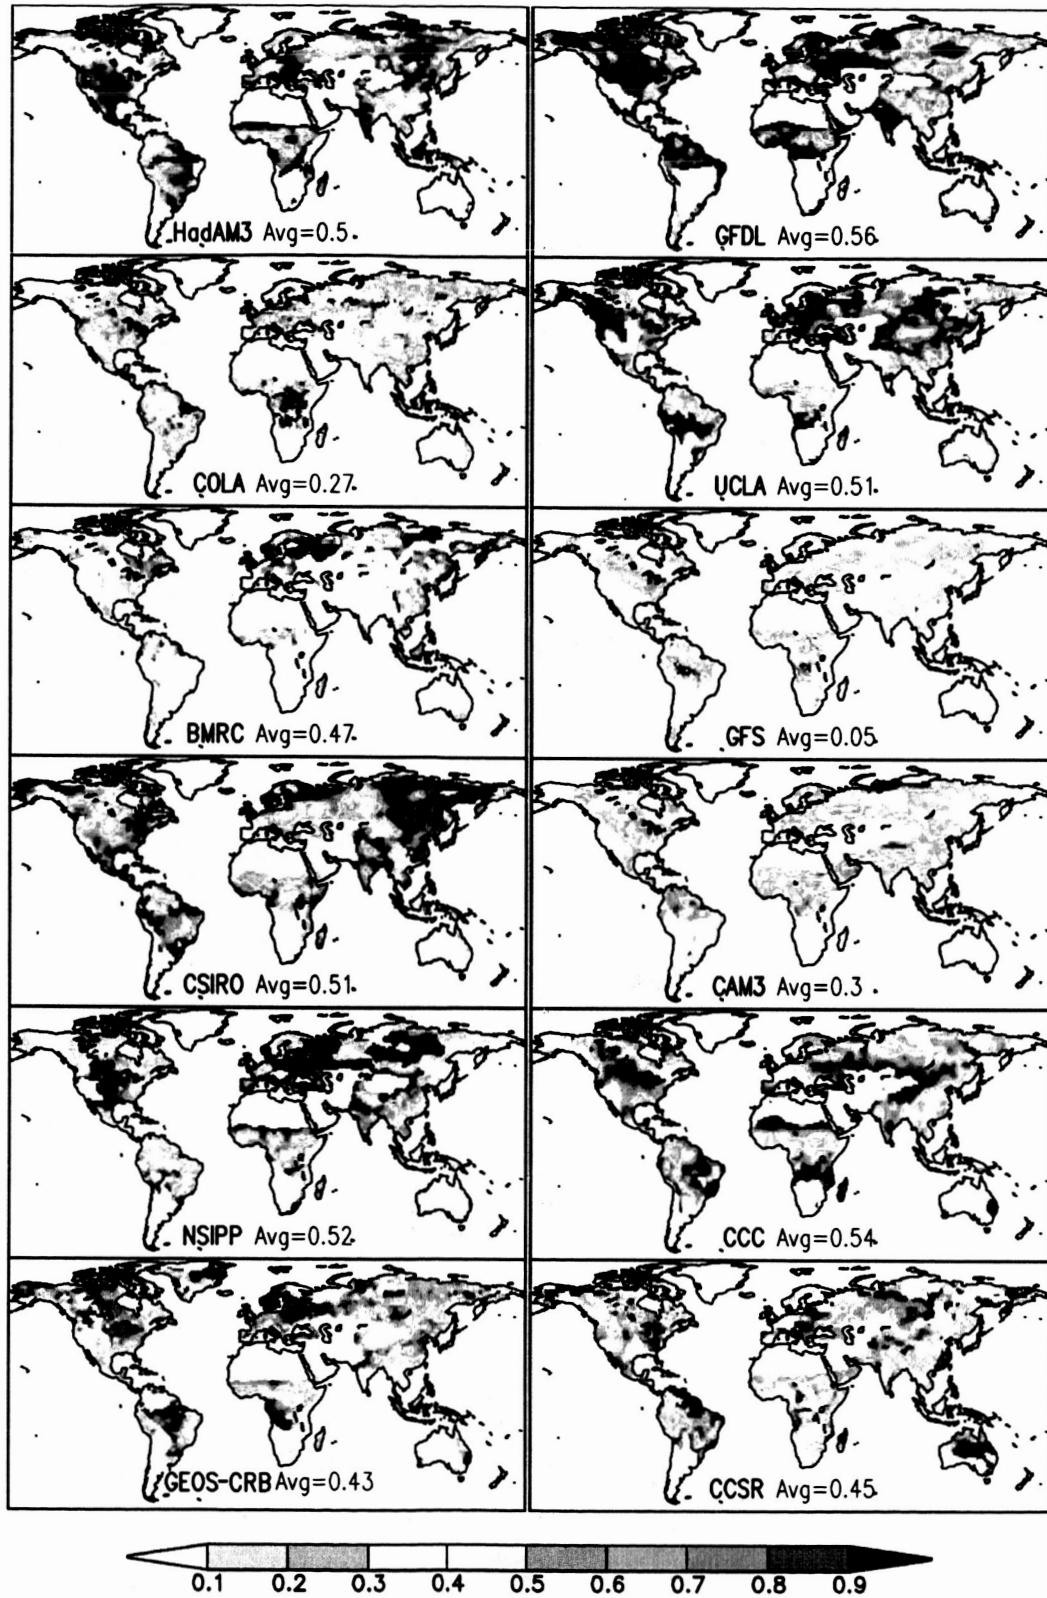 HadAM3 Avg=0.5
GFDL Avg=0.56
COLA Avg=0.27
UCLA Avg=0.51
BMRC Avg=0.47
GFS Avg=0.05
CSIRO Avg=0.51
CAM3 Avg=0.3
NSIPP Avg=0.52
CCC Avg=0.54
GEOS-CRB Avg=0.43
CCSR Avg=0.45
0.1 0.2 0.3 0.4 0.5 0.6 0.7 0.8 0.9